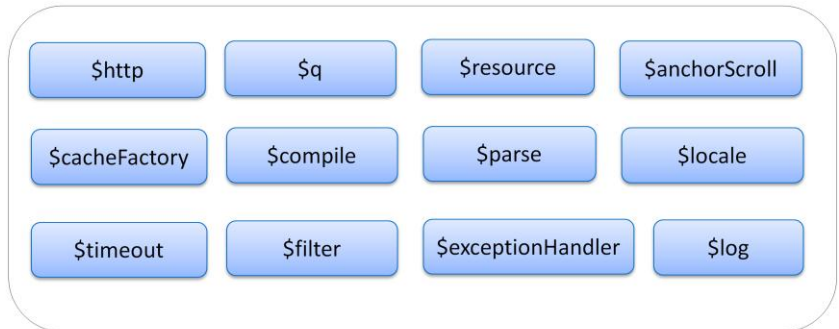 $http $q $resource $anchorScroll
$cacheFactory $compile $parse $locale
$timeout $filter $exceptionHandler $log